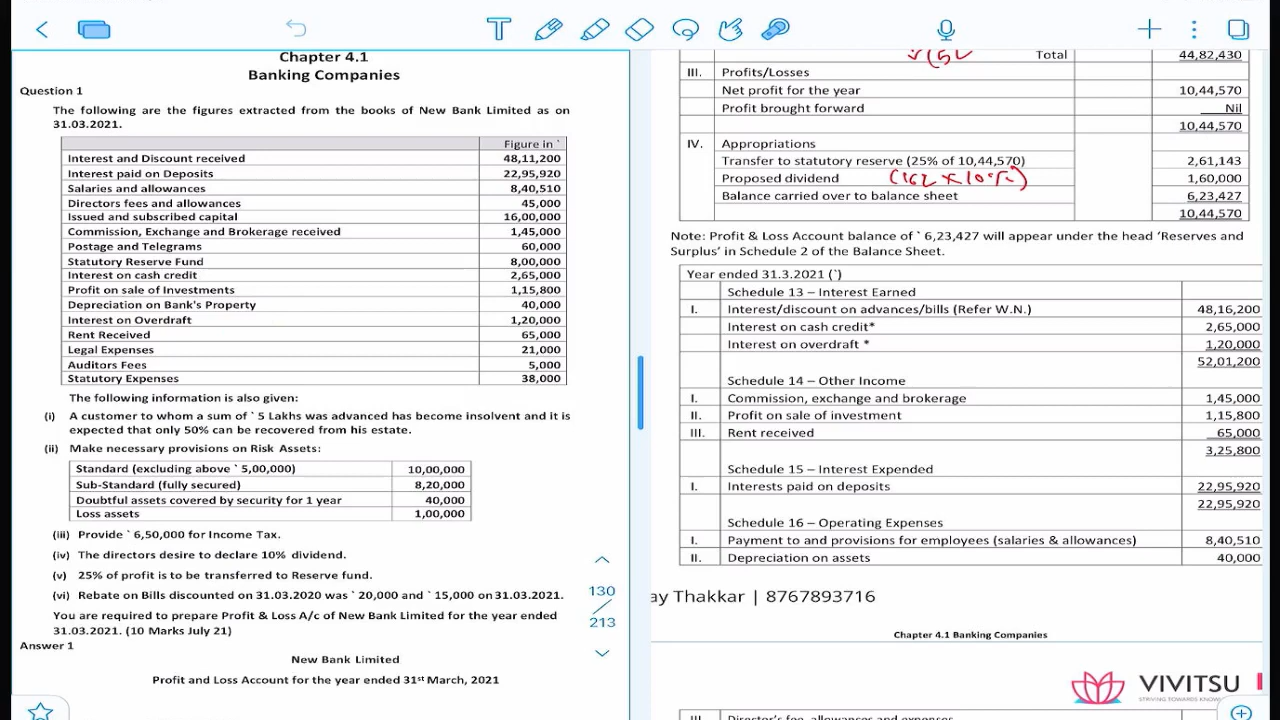 Chapter 4.1
Banking Companies
Question 1
The following are the figures extracted from the books of New Bank Limited as on
31.03.2021.
Figure in `
Interest and Discount received 48,11,200
Interest paid on Deposits 22,95,920
Salaries and allowances 8,40,510
Directors fees and allowances 45,000
Issued and subscribed capital 16,00,000
Commission, Exchange and Brokerage received 1,45,000
Postage and Telegrams 60,000
Statutory Reserve Fund 8,00,000
Interest on cash credit 2,65,000
Profit on sale of Investments 1,15,800
Depreciation on Bank's Property 40,000
Interest on Overdraft 1,20,000
Rent Received 65,000
Legal Expenses 21,000
Auditors Fees 5,000
Statutory Expenses 38,000
The following information is also given:
(i) A customer to whom a sum of ` 5 Lakhs was advanced has become insolvent and it is
expected that only 50% can be recovered from his estate.
(ii) Make necessary provisions on Risk Assets:
Standard (excluding above ` 5,00,000) 10,00,000
Sub-Standard (fully secured) 8,20,000
Doubtful assets covered by security for 1 year 40,000
Loss assets 1,00,000
(iii) Provide ` 6,50,000 for Income Tax.
(iv) The directors desire to declare 10% dividend.
(v) 25% of profit is to be transferred to Reserve fund.
(vi) Rebate on Bills discounted on 31.03.2020 was ` 20,000 and ` 15,000 on 31.03.2021.
You are required to prepare Profit & Loss A/c of New Bank Limited for the year ended
31.03.2021. (10 Marks July 21)
Answer 1
New Bank Limited
Profit and Loss Account for the year ended 31st March, 2021
130
213
Total 44,82,430
III. Profits/Losses
Net profit for the year 10,44,570
Profit brought forward Nil
10,44,570
IV. Appropriations
Transfer to statutory reserve (25% of 10,44,570) 2,61,143
Proposed dividend (16L x 10%) 1,60,000
Balance carried over to balance sheet 6,23,427
10,44,570
Note: Profit & Loss Account balance of ` 6,23,427 will appear under the head 'Reserves and
Surplus' in Schedule 2 of the Balance Sheet.
Year ended 31.3.2021 (`)
Schedule 13 – Interest Earned
I. Interest/discount on advances/bills (Refer W.N.) 48,16,200
Interest on cash credit* 2,65,000
Interest on overdraft * 1,20,000
52,01,200
Schedule 14 – Other Income
I. Commission, exchange and brokerage 1,45,000
II. Profit on sale of investment 1,15,800
III. Rent received 65,000
3,25,800
Schedule 15 – Interest Expended
I. Interests paid on deposits 22,95,920
22,95,920
Schedule 16 – Operating Expenses
I. Payment to and provisions for employees (salaries & allowances) 8,40,510
II. Depreciation on assets 40,000
ay Thakkar | 8767893716
Chapter 4.1 Banking Companies
VIVITSU
III. Director's fee, allowances and expenses